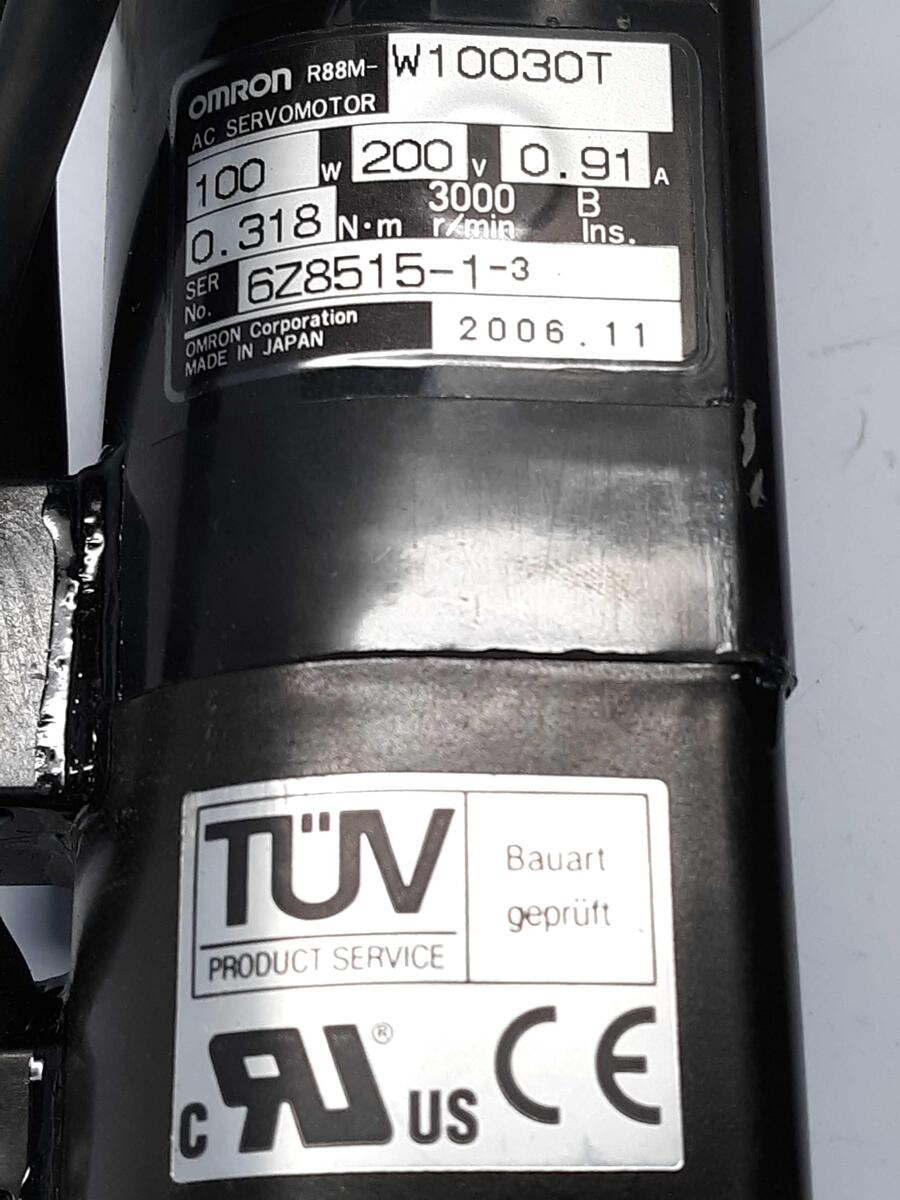 OMRON R88M- W10030T
AC SERVOMOTOR
100 W 200 V 0.91 A
0.318 N·m 3000 r/min B Ins.
SER No. 6Z8515-1-3
OMRON Corporation 2006.11
MADE IN JAPAN
TÜV
PRODUCT SERVICE
Bauart
geprüft
C RU ® US CE